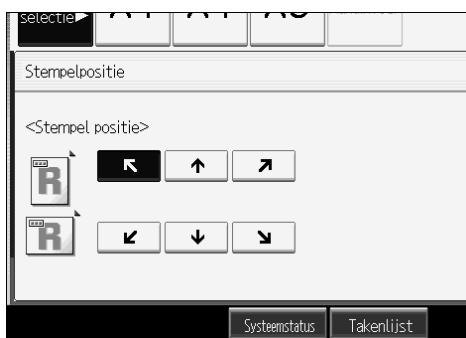 selectie▶
Stempelpositie
<Stempel positie>
R
R
Systeemstatus Takenlijst